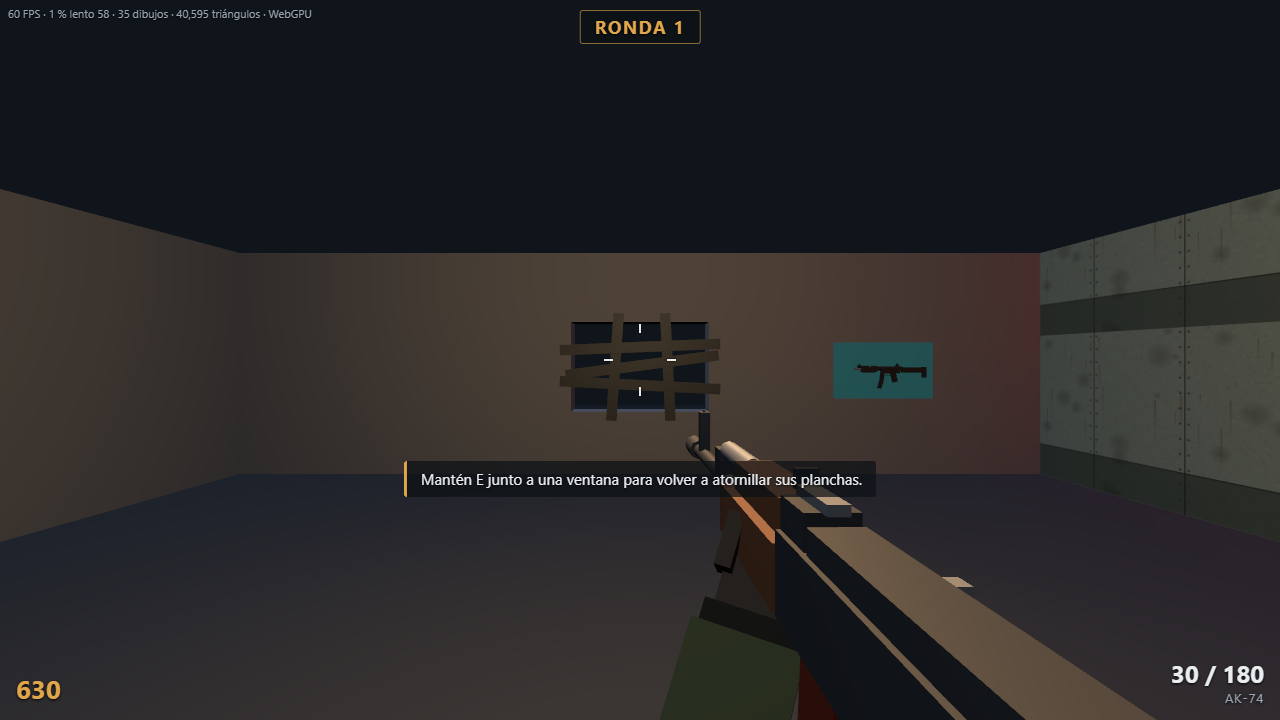 60 FPS · 1 % lento 58 · 35 dibujos · 40,595 triángulos · WebGPU
RONDA 1
Mantén E junto a una ventana para volver a atornillar sus planchas.
630
30 / 180
AK-74